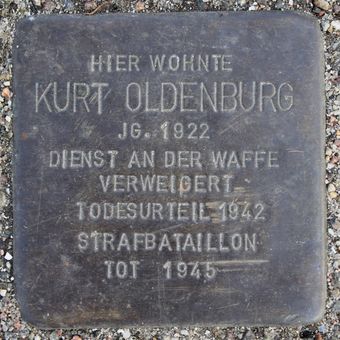 HIER WOHNTE
KURT OLDENBURG
JG. 1922
DIENST AN DER WAFFE
VERWEIGERT
TODESURTEIL 1942
STRAFBATAILLON
TOT 1945